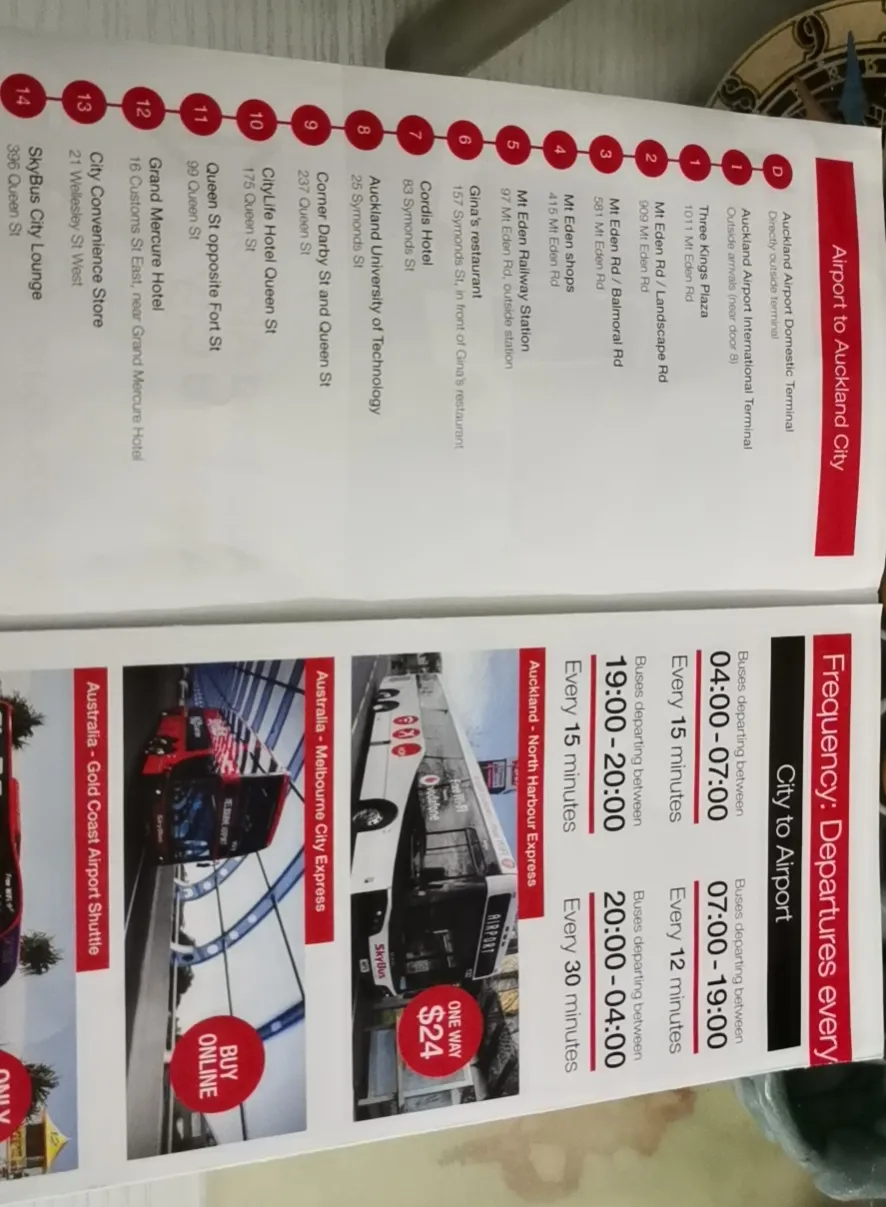 Airport to Auckland City
D
Auckland Airport Domestic Terminal
Directly outside terminal
I
Auckland Airport International Terminal
Outside arrivals (near door 8)
1
Three Kings Plaza
1011 Mt Eden Rd
2
Mt Eden Rd / Landscape Rd
909 Mt Eden Rd
3
Mt Eden Rd / Balmoral Rd
581 Mt Eden Rd
4
Mt Eden shops
415 Mt Eden Rd
5
Mt Eden Railway Station
97 Mt Eden Rd, outside station
6
Gina's restaurant
157 Symonds St, in front of Gina's restaurant
7
Cordis Hotel
83 Symonds St
8
Auckland University of Technology
25 Symonds St
9
Corner Darby St and Queen St
237 Queen St
10
CityLife Hotel Queen St
175 Queen St
11
Queen St opposite Fort St
99 Queen St
12
Grand Mercure Hotel
16 Customs St East, near Grand Mercure Hotel
13
City Convenience Store
21 Wellesley St West
14
SkyBus City Lounge
396 Queen St
Frequency: Departures every
City to Airport
Buses departing between
04:00 - 07:00
Every 15 minutes
Buses departing between
07:00 - 19:00
Every 12 minutes
Buses departing between
19:00 - 20:00
Every 15 minutes
Buses departing between
20:00 - 04:00
Every 30 minutes
Auckland - North Harbour Express
AIRPORT
SkyBus
ONE WAY
$24
Australia - Melbourne City Express
SkyBus
BUY
ONLINE
Australia - Gold Coast Airport Shuttle
Free WiFi
ONLY